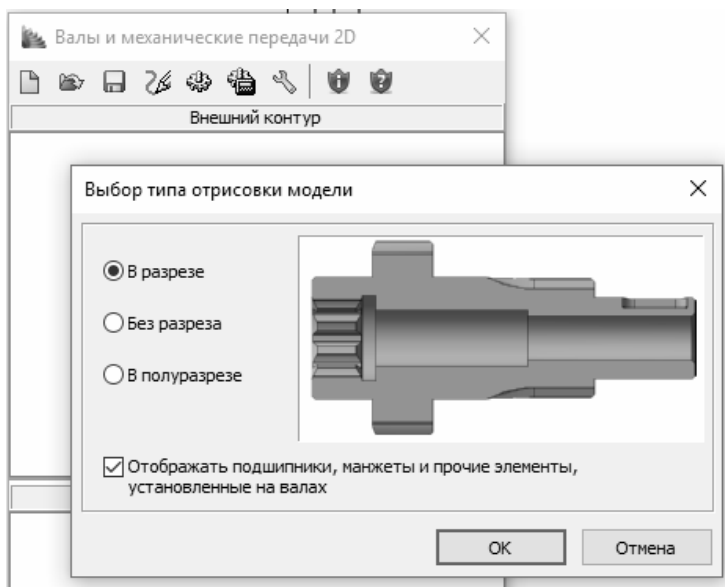 Валы и механические передачи 2D
Внешний контур
Выбор типа отрисовки модели
В разрезе
Без разреза
В полуразрезе
Отображать подшипники, манжеты и прочие элементы,
установленные на валах
OK
Отмена